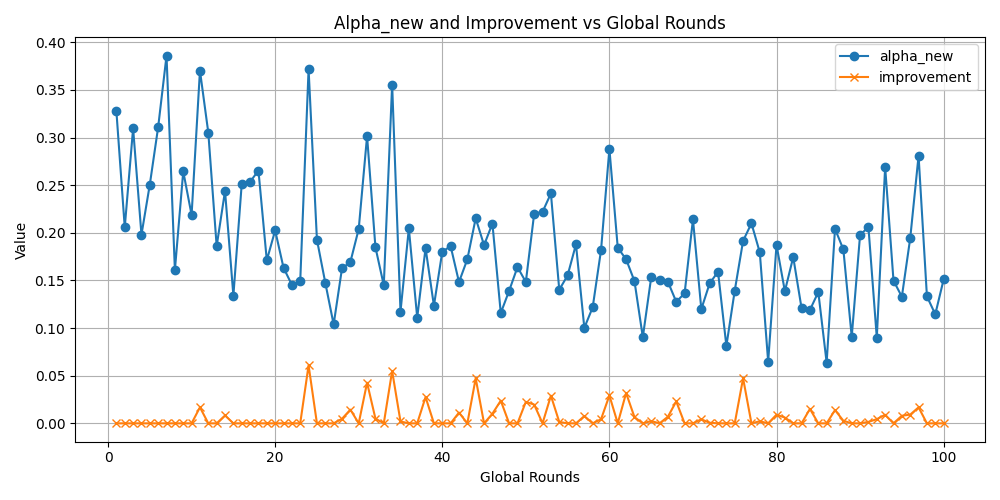 Alpha_new and Improvement vs Global Rounds
alpha_new
improvement
0.40
0.35
0.30
0.25
0.20
0.15
0.10
0.05
0.00
Value
0 20 40 60 80 100
Global Rounds